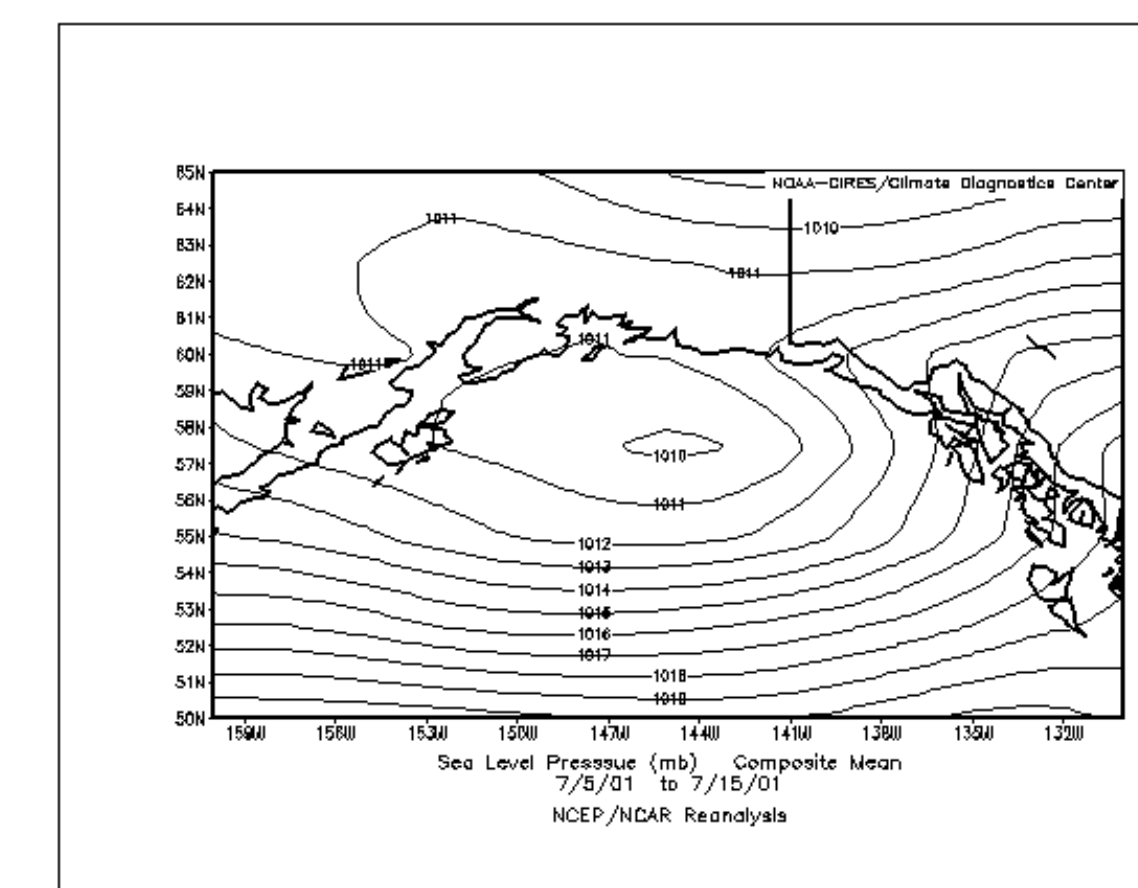 65N
NOAA-CIRES/Climate Diagnostics Center
64N
1011
1010
63N
1011
62N
61N
1011
60N
1011
59N
58N
1010
57N
56N
1011
55N
1012
1013
54N
1014
53N
1015
1016
52N
1017
1018
51N
1019
50N
159W 156W 153W 150W 147W 144W 141W 138W 135W 132W
Sea Level Presssue (mb) Composite Mean
7/5/01 to 7/15/01
NCEP/NCAR Reanalysis